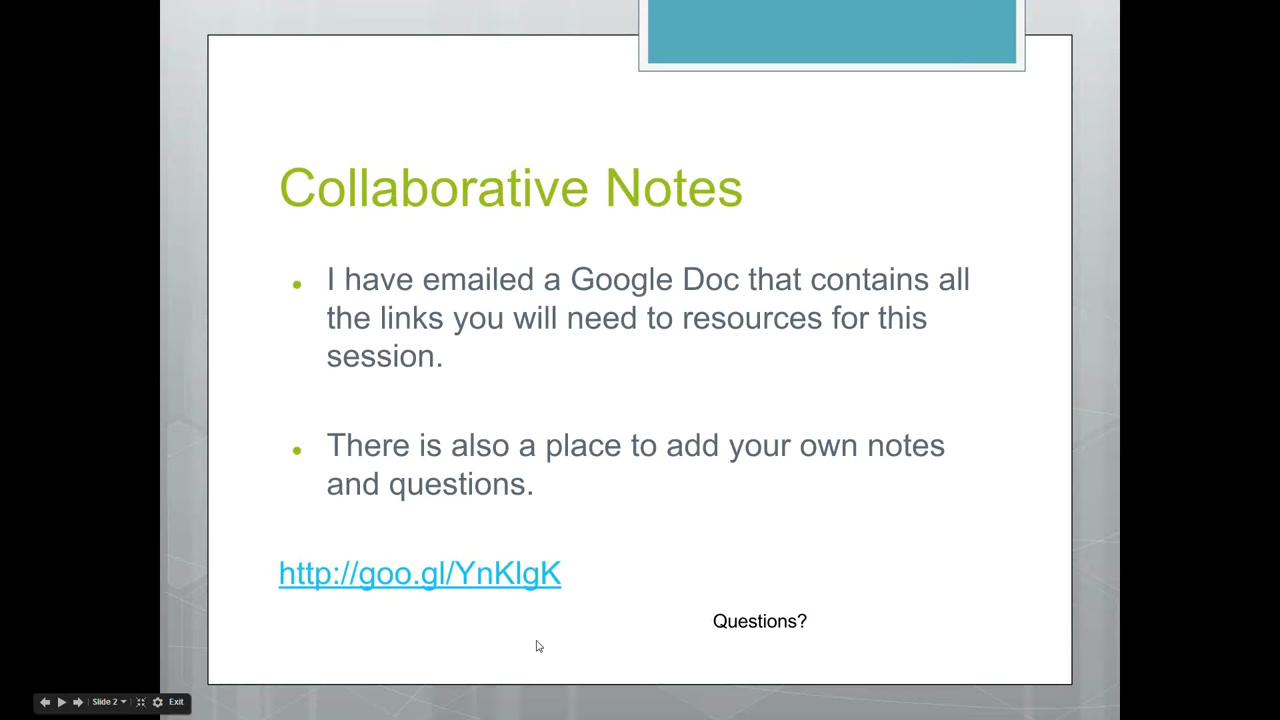 Collaborative Notes
I have emailed a Google Doc that contains all
the links you will need to resources for this
session.
There is also a place to add your own notes
and questions.
http://goo.gl/YnKlgK
Questions?
Slide 2
Exit